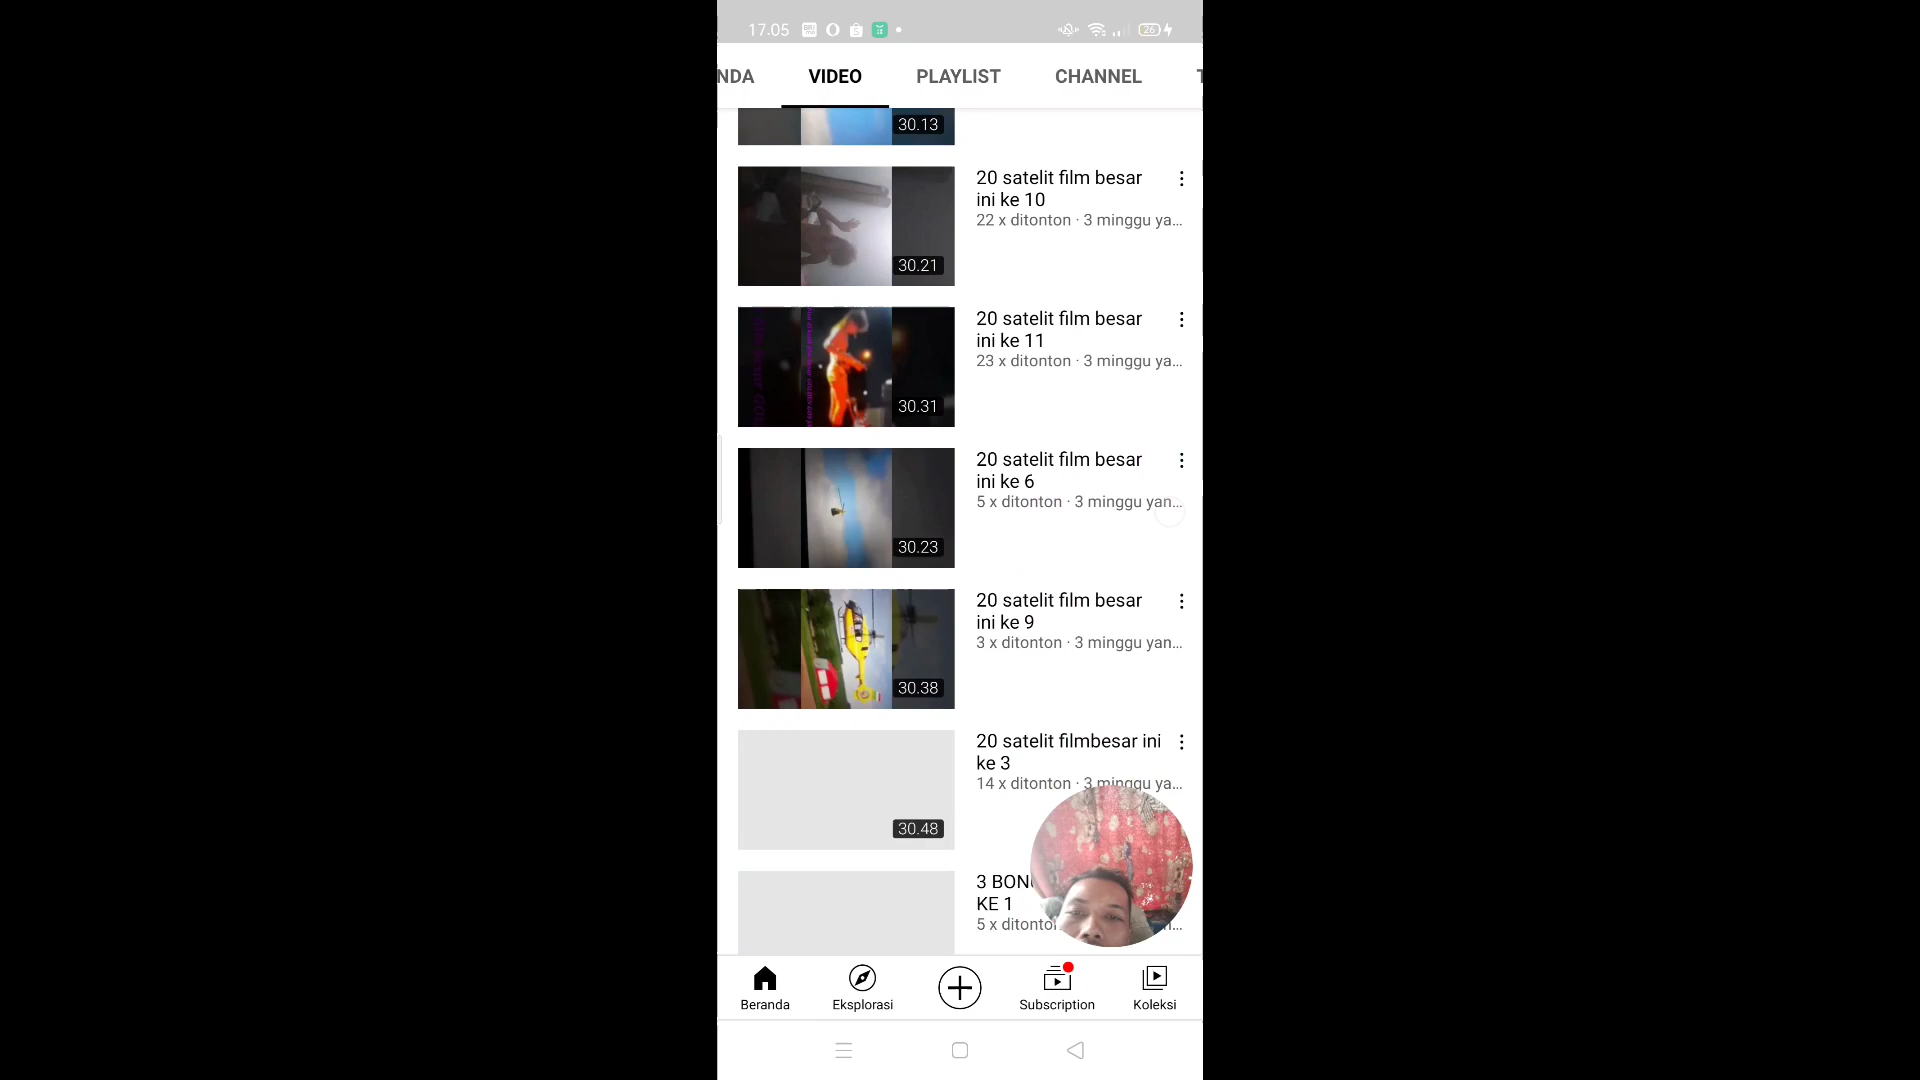 17.05
26
NDA VIDEO PLAYLIST CHANNEL
30.13
20 satelit film besar
ini ke 10
22 x ditonton · 3 minggu ya...
30.21
20 satelit film besar
ini ke 11
23 x ditonton · 3 minggu ya...
30.31
20 satelit film besar
ini ke 6
5 x ditonton · 3 minggu yan...
30.23
20 satelit film besar
ini ke 9
3 x ditonton · 3 minggu yan...
30.38
20 satelit filmbesar ini
ke 3
14 x ditonton · 3 minggu ya...
30.48
3 BON
KE 1
5 x ditonto
Beranda Eksplorasi Subscription Koleksi